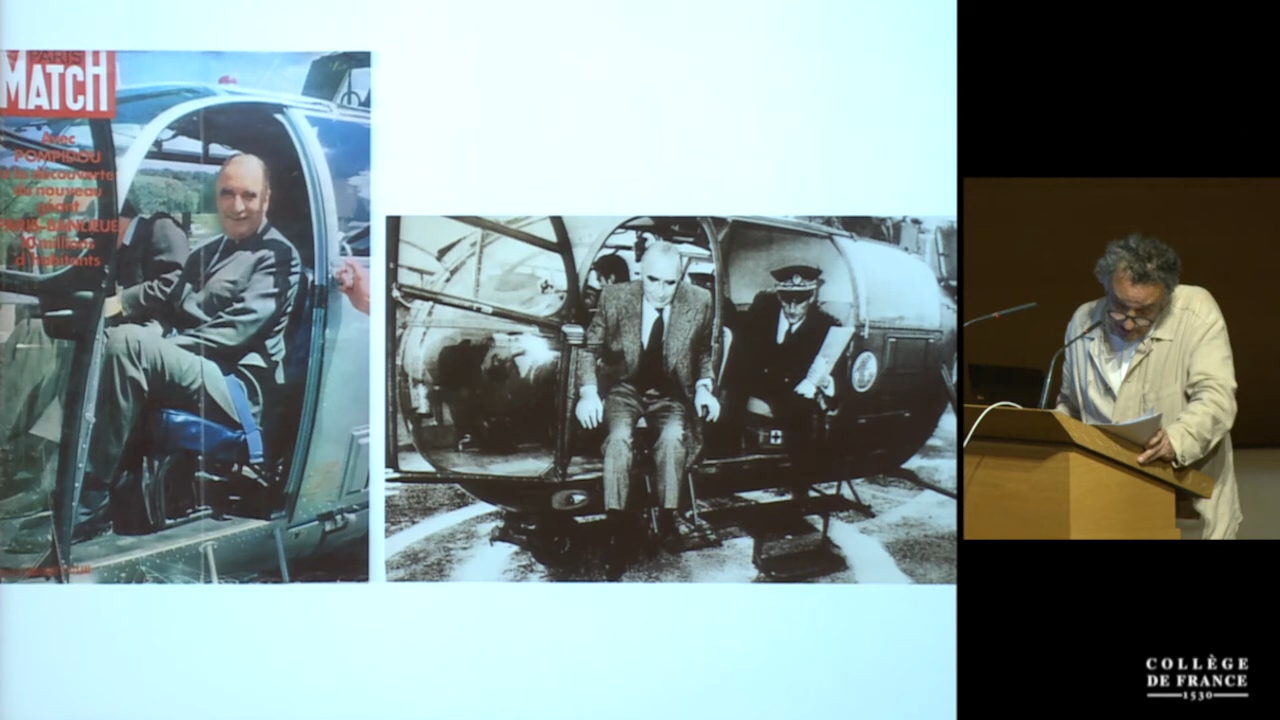 PARIS
MATCH
Avec
POMPIDOU
à la découverte
du nouveau
géant
PARIS-BANLIEUE
10 millions
d'habitants
COLLÈGE
DE FRANCE
1530